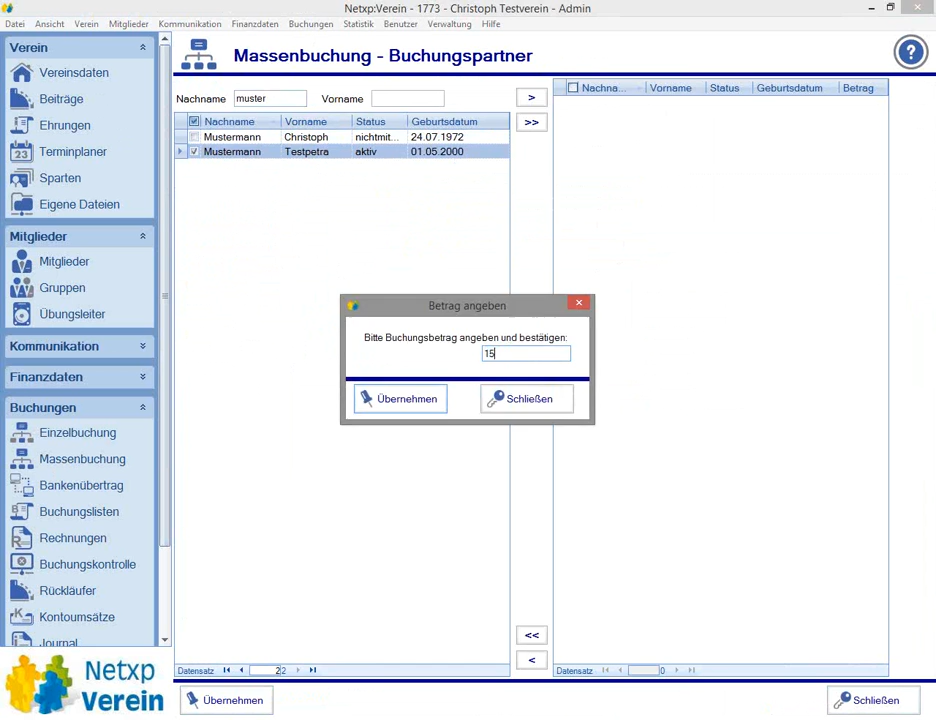 Netxp:Verein - 1773 - Christoph Testverein - Admin
Datei Ansicht Verein Mitglieder Kommunikation Finanzdaten Buchungen Statistik Benutzer Verwaltung Hilfe
Verein
Vereinsdaten
Beiträge
Ehrungen
23 Terminplaner
Sparten
Eigene Dateien
Mitglieder
Mitglieder
Gruppen
Übungsleiter
Kommunikation
Finanzdaten
Buchungen
Einzelbuchung
Massenbuchung
Bankenübertrag
Buchungslisten
Rechnungen
Buchungskontrolle
Rückläufer
Kontoumsätze
Journal
Netxp
Verein
Massenbuchung - Buchungspartner
?
Nachname muster Vorname
Nachname Vorname Status Geburtsdatum
Mustermann Christoph nichtmit... 24.07.1972
Mustermann Testpetra aktiv 01.05.2000
>
>>
<<
<
Nachna... Vorname Status Geburtsdatum Betrag
Betrag angeben
Bitte Buchungsbetrag angeben und bestätigen:
15
Übernehmen Schließen
Datensatz 2|2
Datensatz 0
Übernehmen Schließen